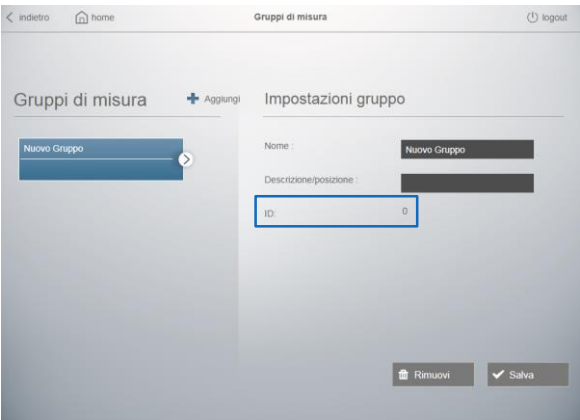 indietro
home
Gruppi di misura
logout
Gruppi di misura
Aggiungi
Nuovo Gruppo
Impostazioni gruppo
Nome :
Nuovo Gruppo
Descrizione/posizione :
ID:
0
Rimuovi
Salva